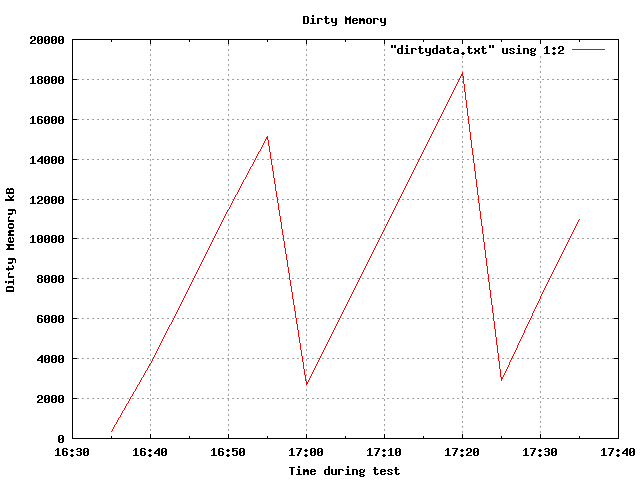 Dirty Memory
"dirtydata.txt" using 1:2
20000
18000
16000
14000
12000
10000
8000
6000
4000
2000
0
Dirty Memory kB
16:30 16:40 16:50 17:00 17:10 17:20 17:30 17:40
Time during test